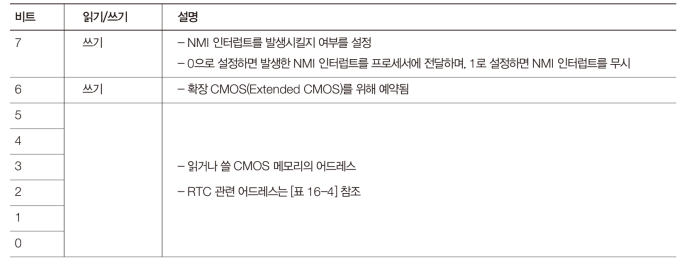 비트 읽기/쓰기 설명
7 쓰기 – NMI 인터럽트를 발생시킬지 여부를 설정
– 0으로 설정하면 발생한 NMI 인터럽트를 프로세서에 전달하며, 1로 설정하면 NMI 인터럽트를 무시
6 쓰기 – 확장 CMOS(Extended CMOS)를 위해 예약됨
5
4
3 – 읽거나 쓸 CMOS 메모리의 어드레스
2 – RTC 관련 어드레스는 [표 16-4] 참조
1
0